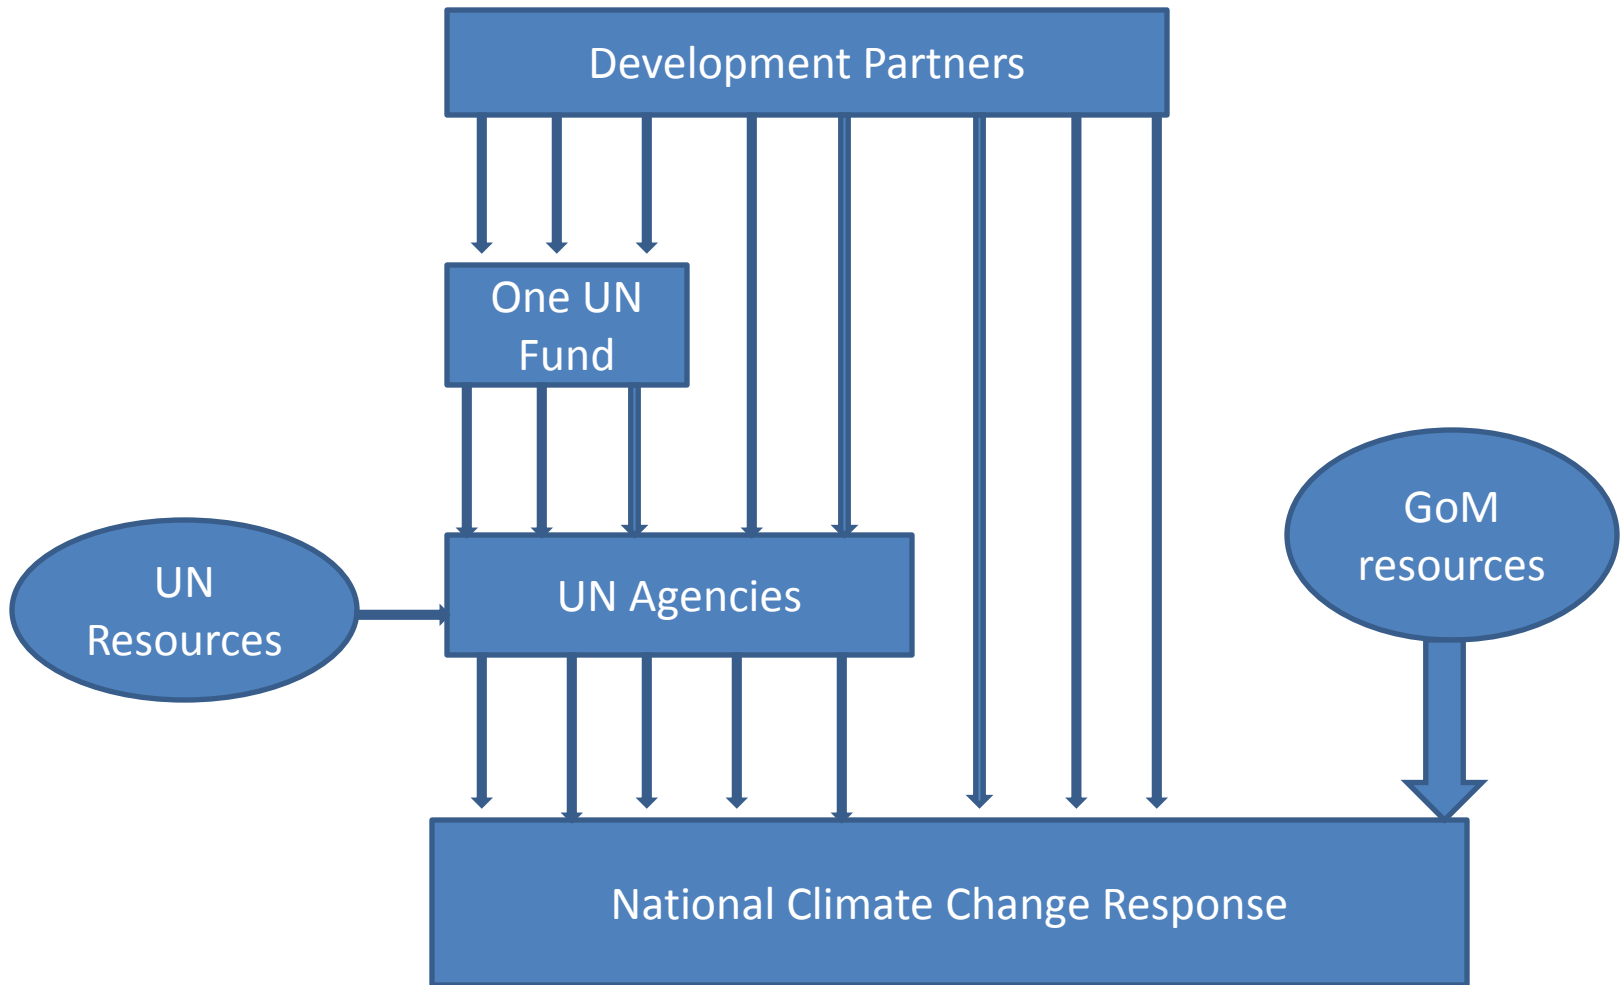 Development Partners
One UN
Fund
GoM
resources
UN
Resources
UN Agencies
National Climate Change Response